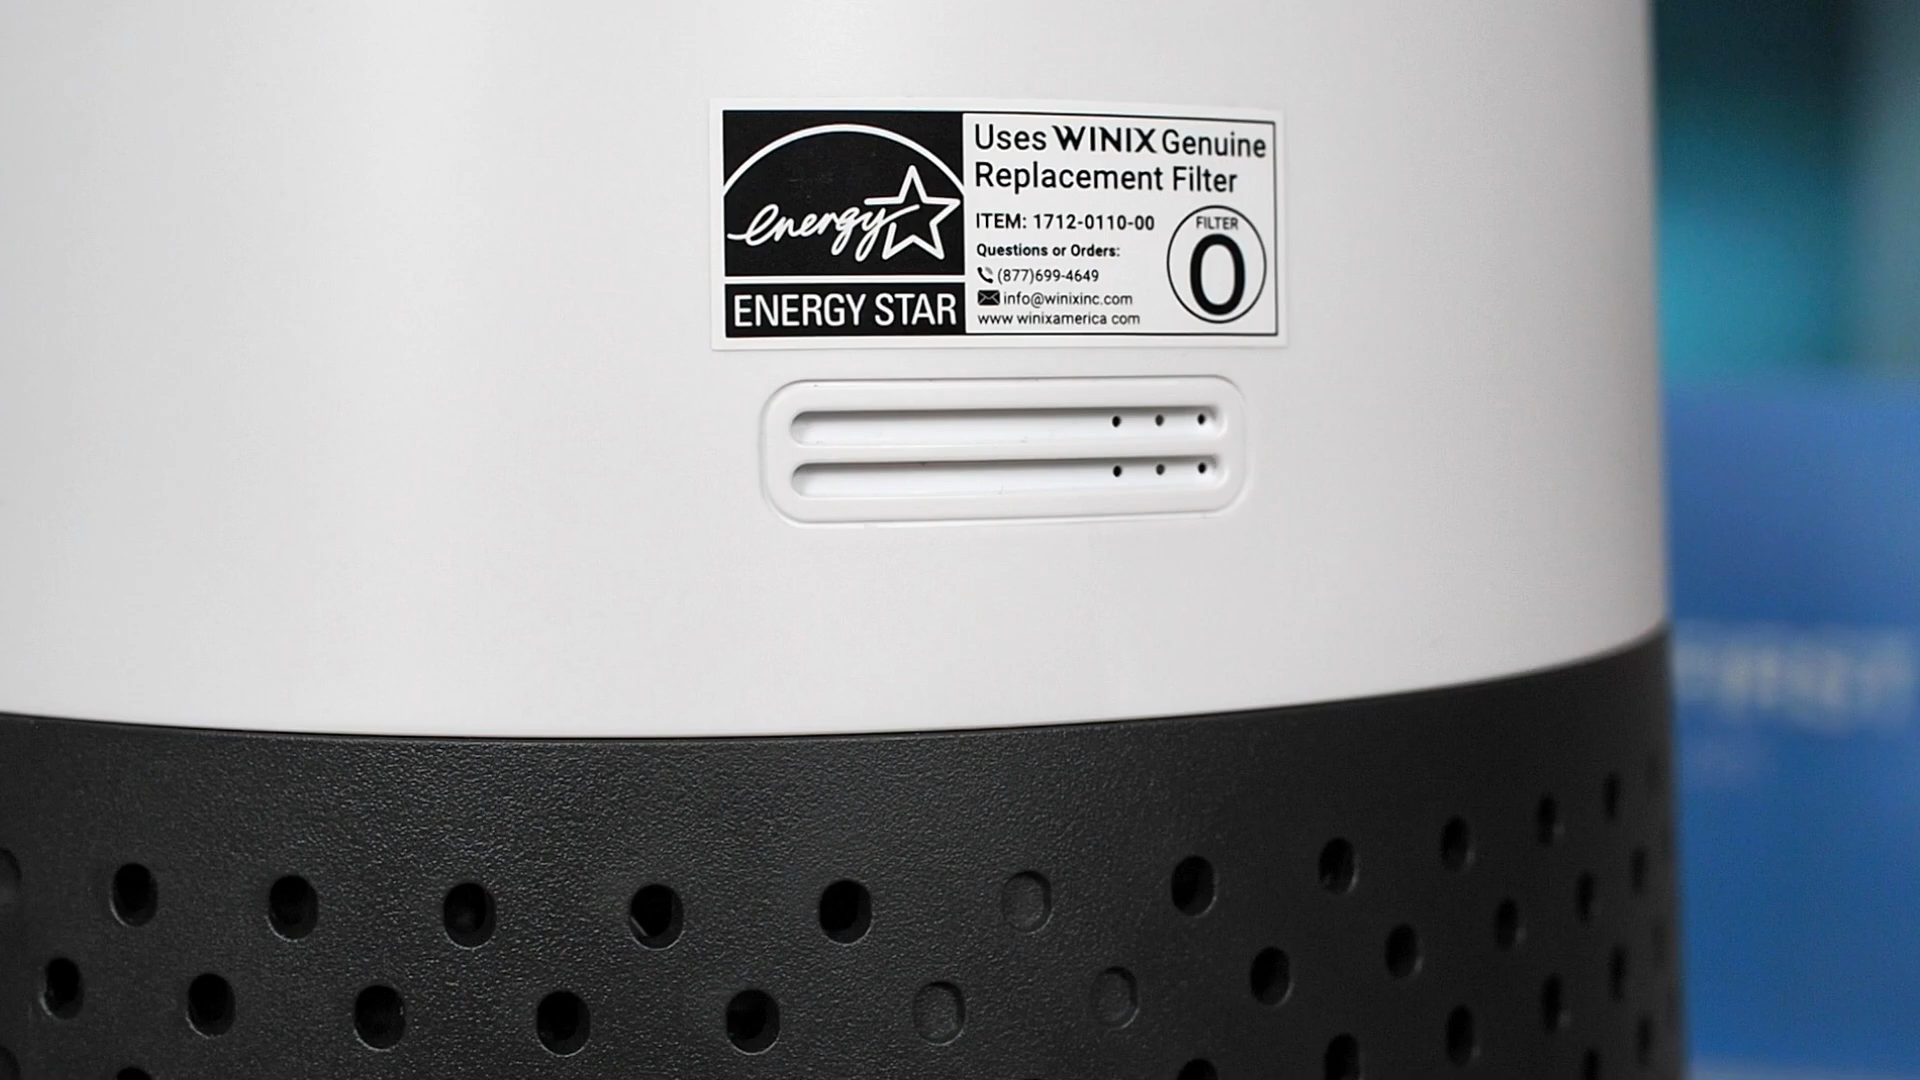 energy
ENERGY STAR
Uses WINIX Genuine
Replacement Filter
ITEM: 1712-0110-00
Questions or Orders:
(877)699-4649
info@winixinc.com
www winixamerica com
FILTER
O